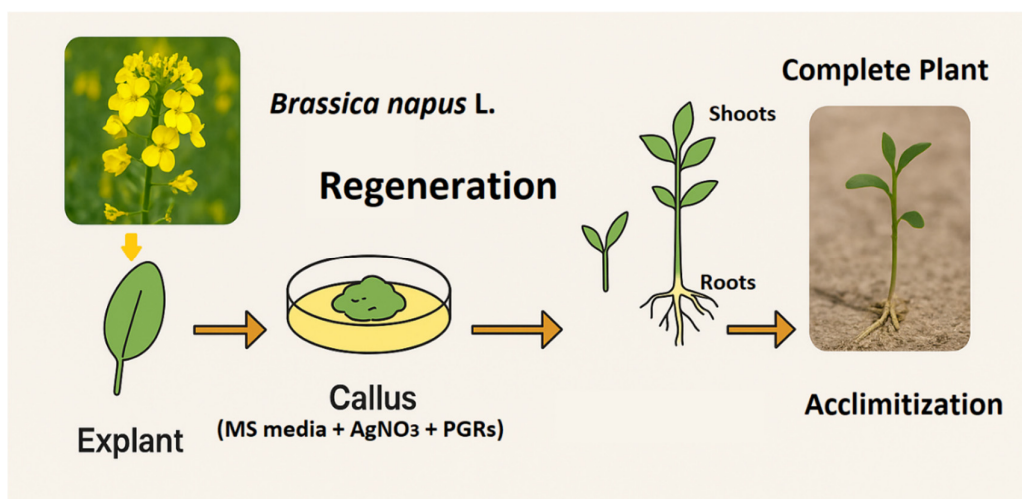 Brassica napus L.
Regeneration
Complete Plant
Shoots
Roots
Explant
Callus
(MS media + AgNO3 + PGRs)
Acclimitization